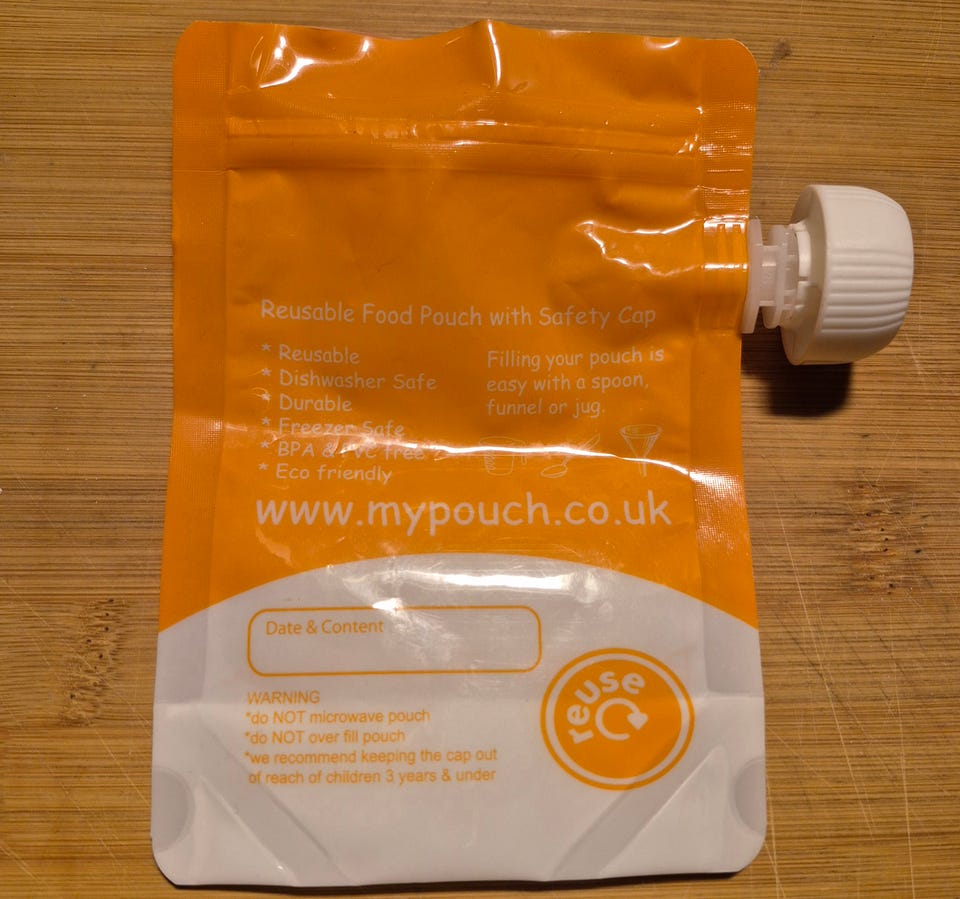 Reusable Food Pouch with Safety Cap
* Reusable
* Dishwasher Safe
* Durable
* Freezer Safe
* BPA & PVC free
* Eco friendly
Filling your pouch is
easy with a spoon,
funnel or jug.
www.mypouch.co.uk
Date & Content
WARNING
*do NOT microwave pouch
*do NOT over fill pouch
*we recommend keeping the cap out
of reach of children 3 years & under
reuse